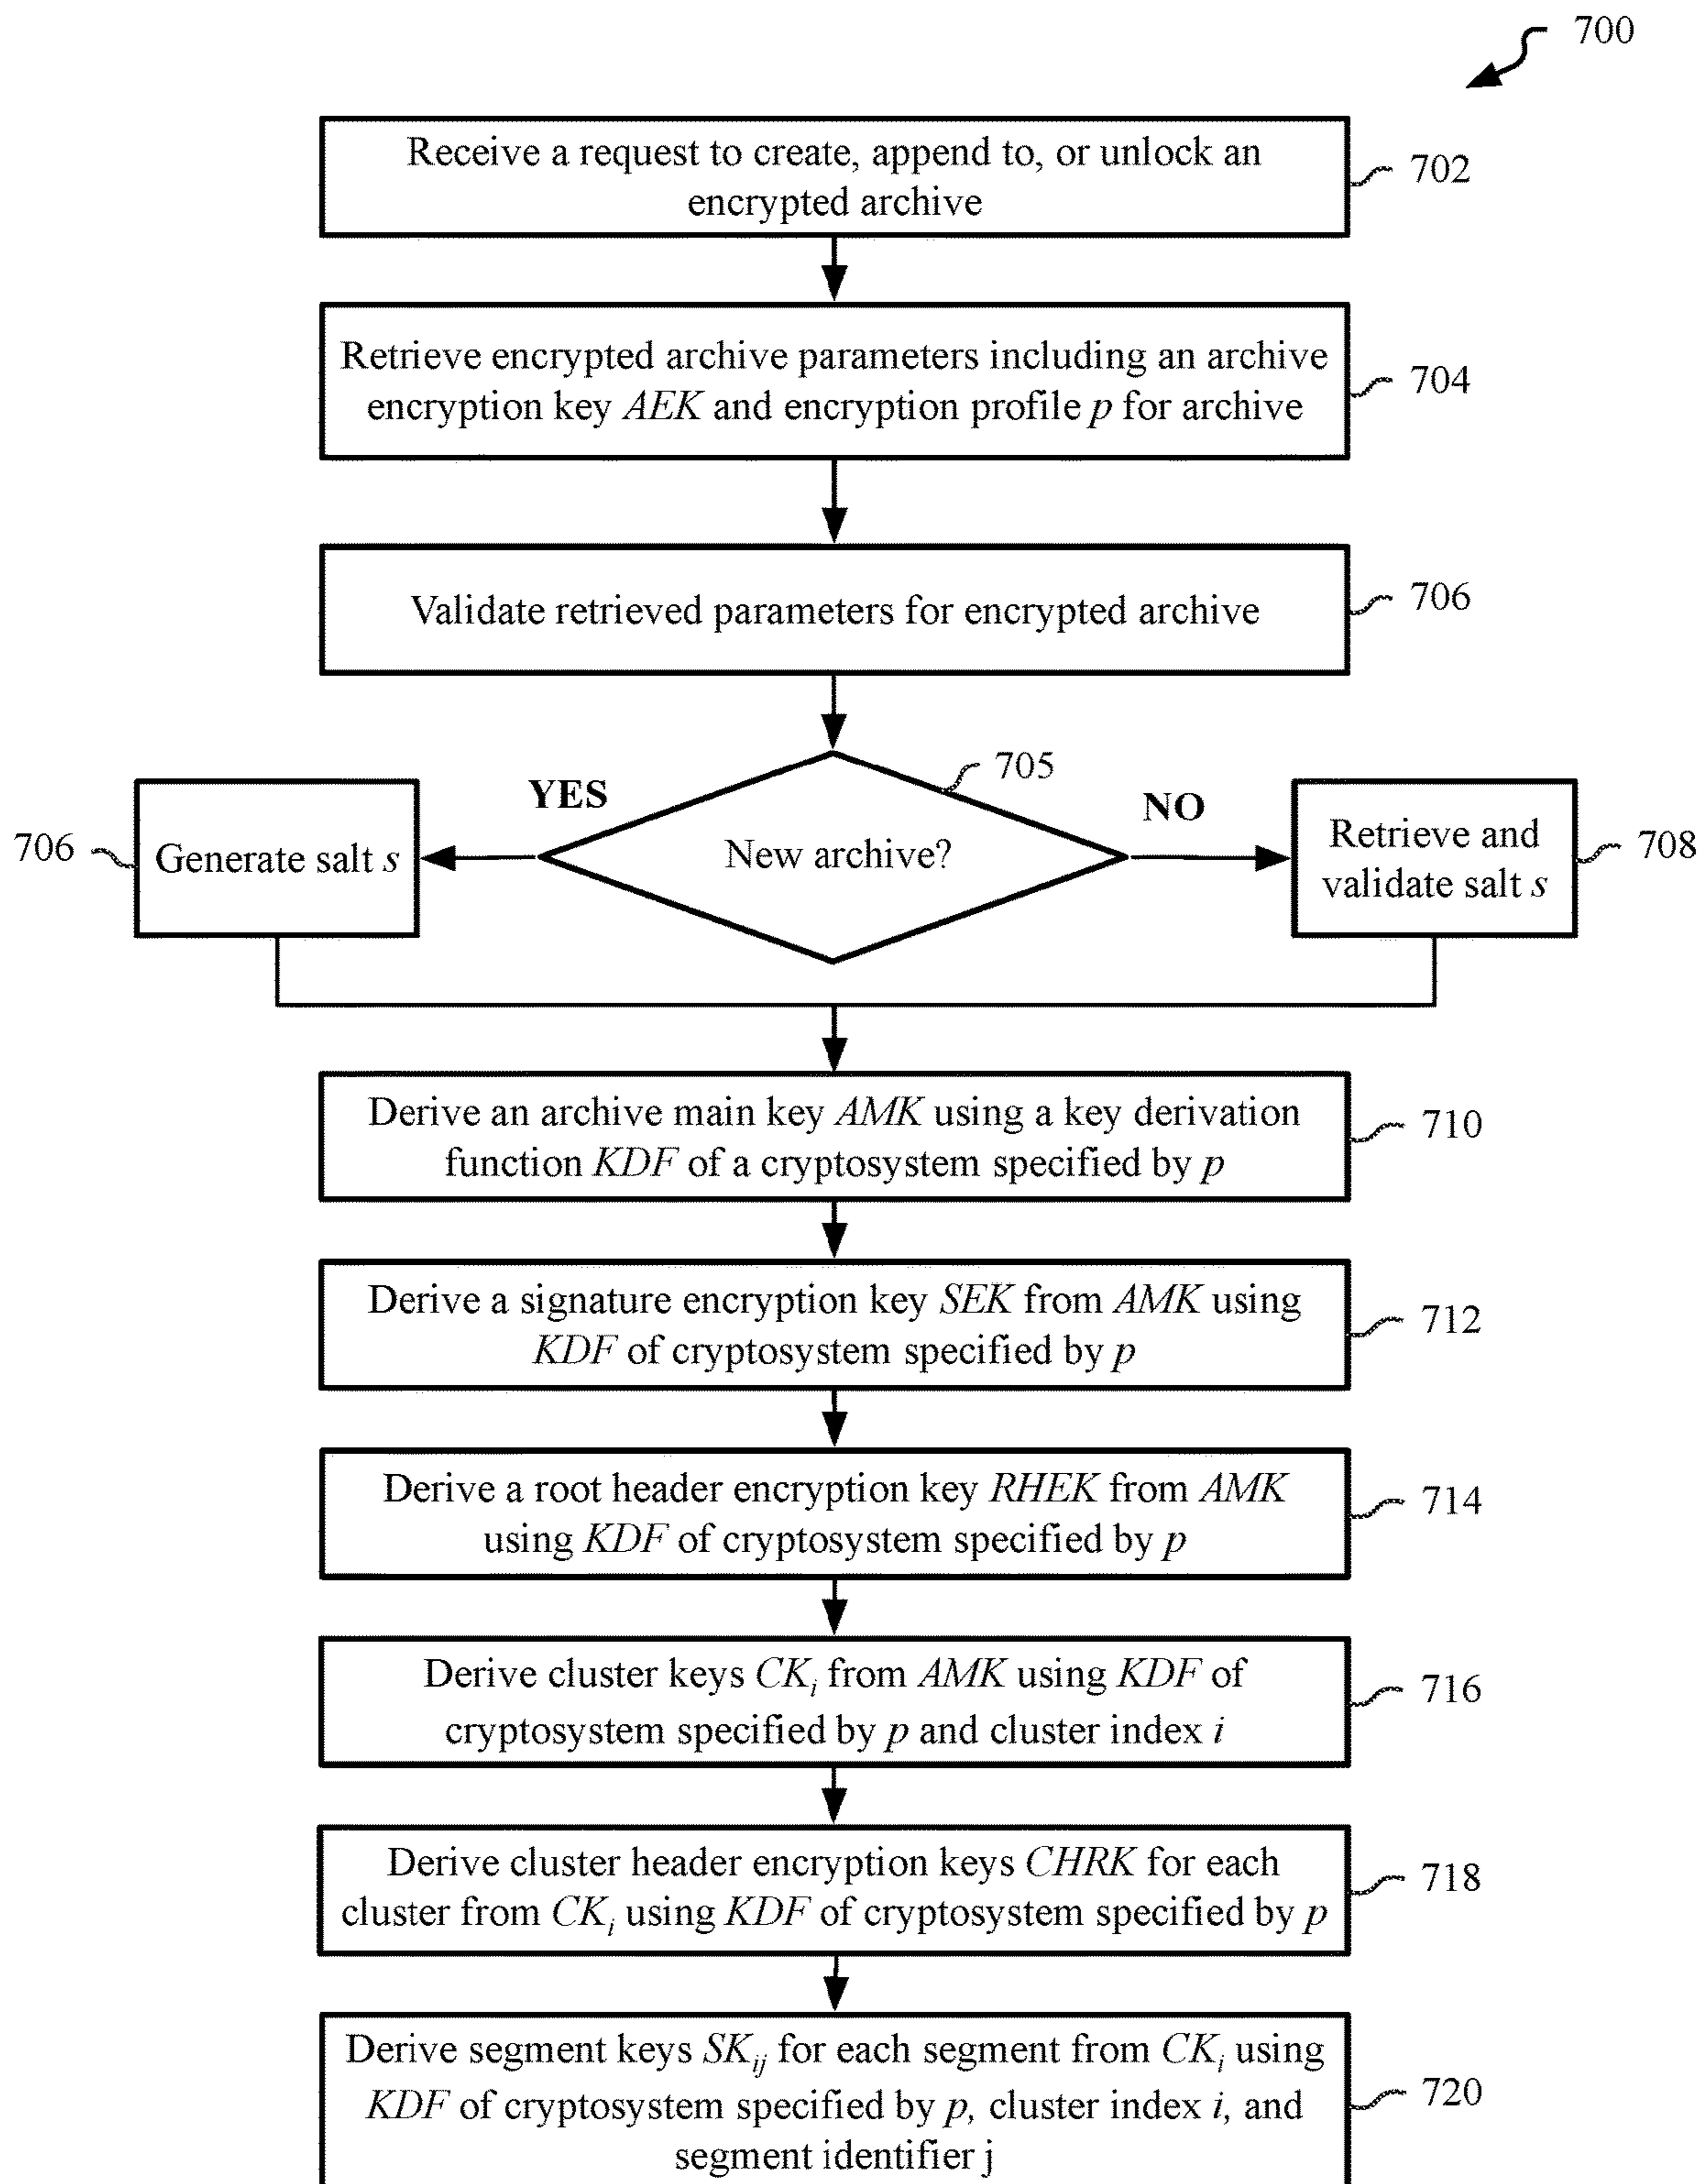 700
Receive a request to create, append to, or unlock an
encrypted archive
702
Retrieve encrypted archive parameters including an archive
encryption key AEK and encryption profile p for archive
704
Validate retrieved parameters for encrypted archive
706
705
YES
NO
706
Generate salt s
New archive?
Retrieve and
validate salt s
708
Derive an archive main key AMK using a key derivation
function KDF of a cryptosystem specified by p
710
Derive a signature encryption key SEK from AMK using
KDF of cryptosystem specified by p
712
Derive a root header encryption key RHEK from AMK
using KDF of cryptosystem specified by p
714
Derive cluster keys CKi from AMK using KDF of
cryptosystem specified by p and cluster index i
716
Derive cluster header encryption keys CHRK for each
cluster from CKi using KDF of cryptosystem specified by p
718
Derive segment keys SKij for each segment from CKi using
KDF of cryptosystem specified by p, cluster index i, and
segment identifier j
720